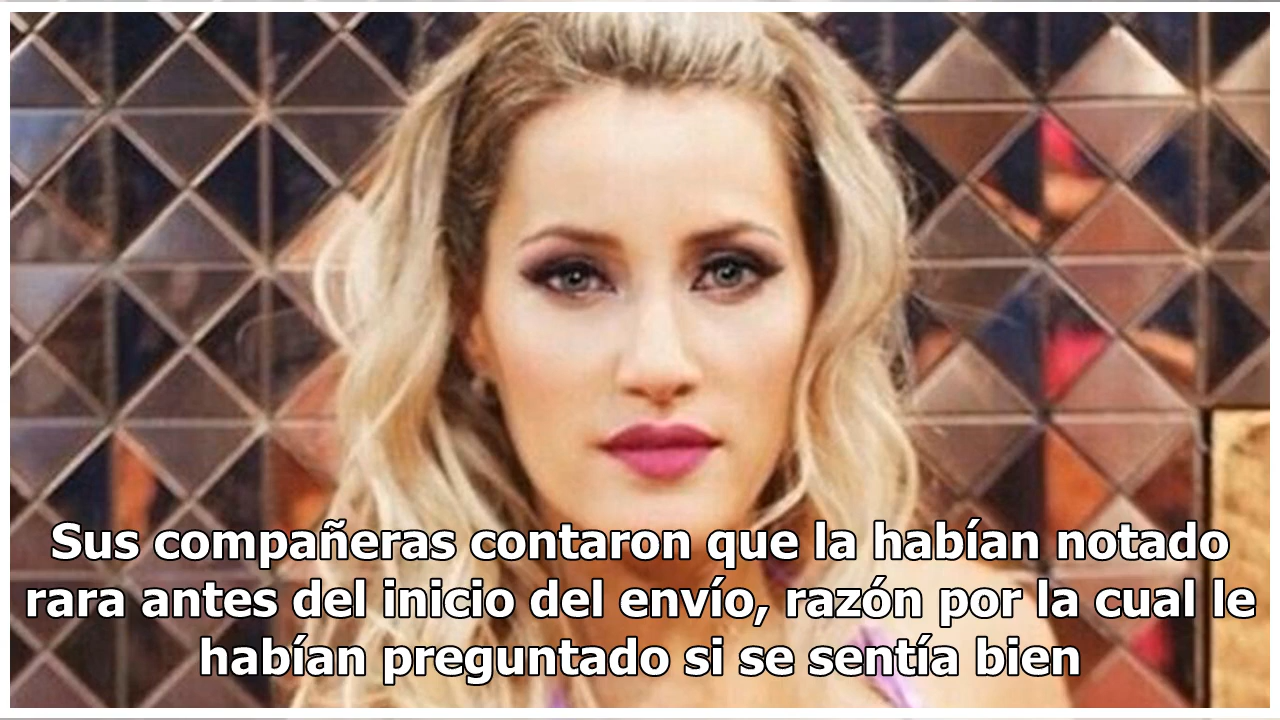 Sus compañeras contaron que la habían notado
rara antes del inicio del envío, razón por la cual le
habían preguntado si se sentía bien